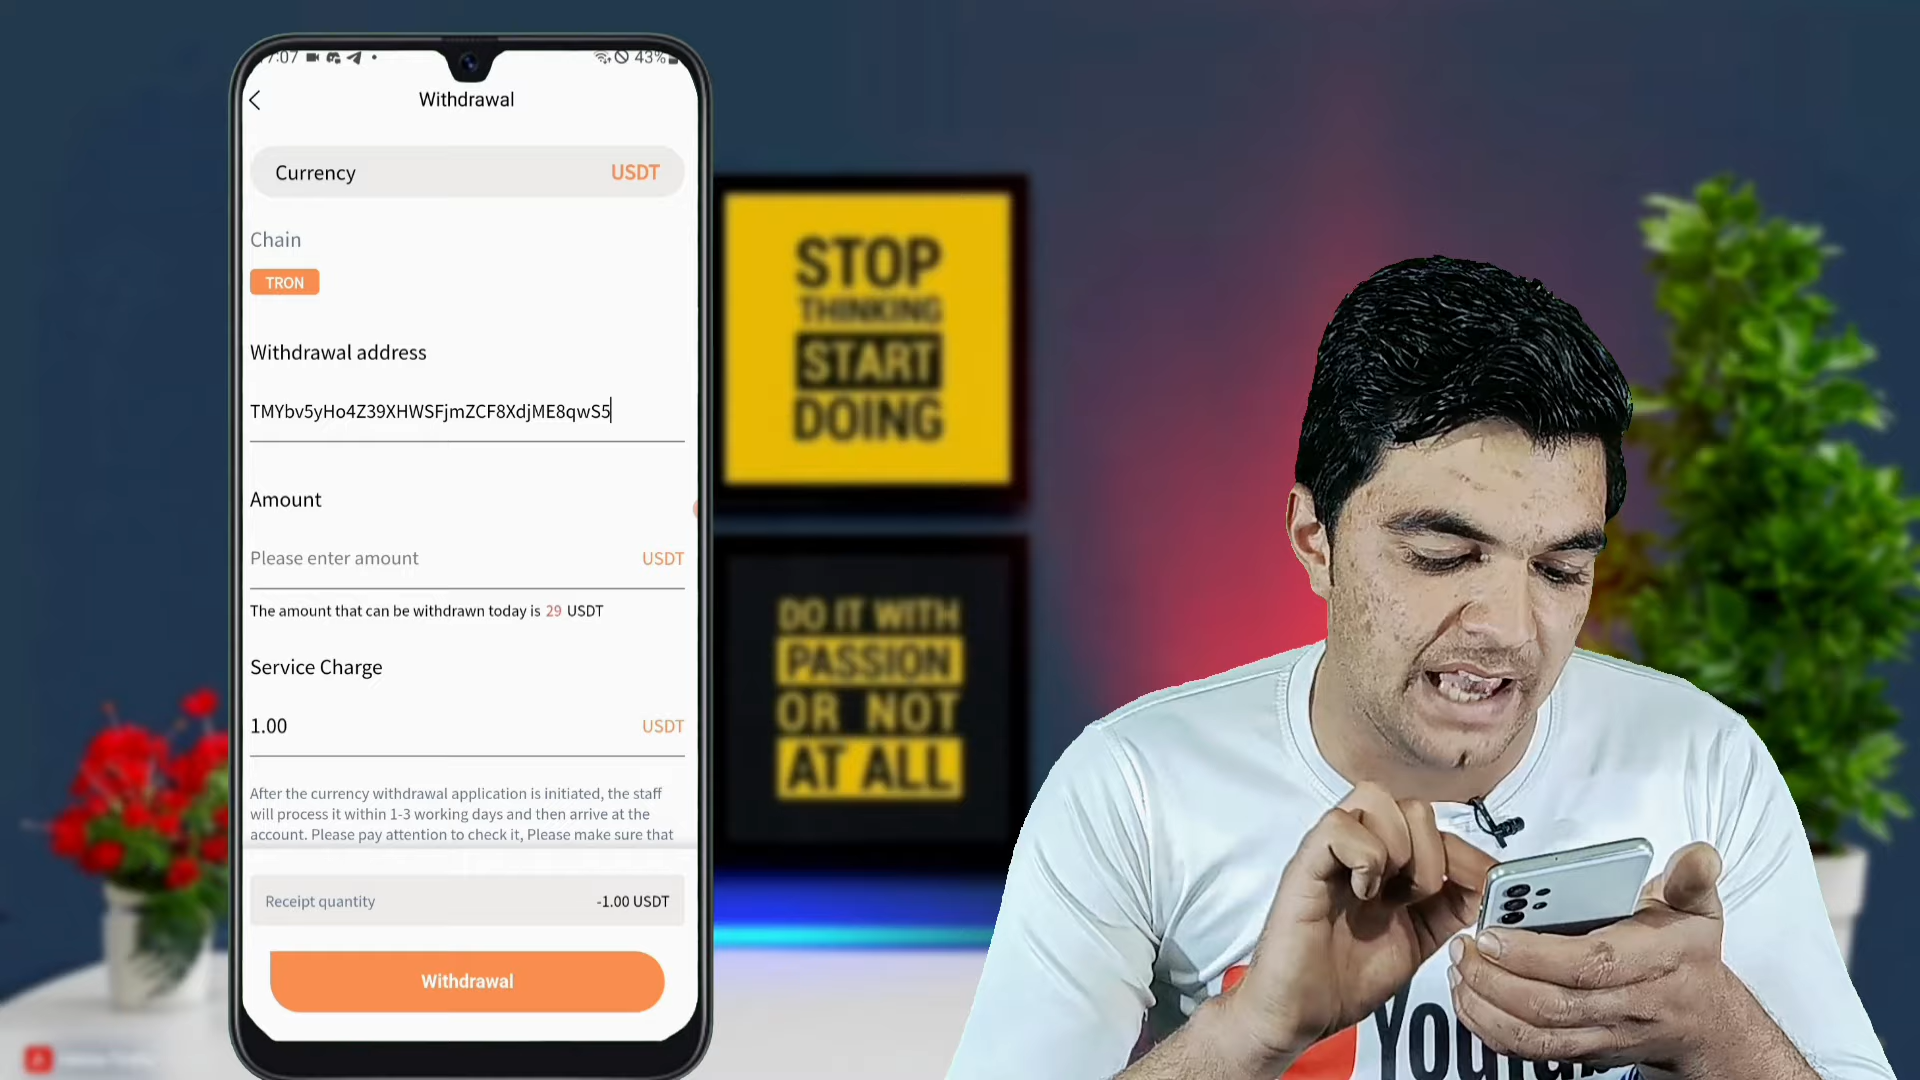 7:07
43%
Withdrawal
Currency USDT
Chain
TRON
Withdrawal address
TMYbv5yHo4Z39XHWSFjmZCF8XdjME8qwS5
Amount
Please enter amount USDT
The amount that can be withdrawn today is 29 USDT
Service Charge
1.00 USDT
After the currency withdrawal application is initiated, the staff
will process it within 1-3 working days and then arrive at the
account. Please pay attention to check it, Please make sure that
Receipt quantity -1.00 USDT
Withdrawal
STOP
THINKING
START
DOING
DO IT WITH
PASSION
OR NOT
AT ALL